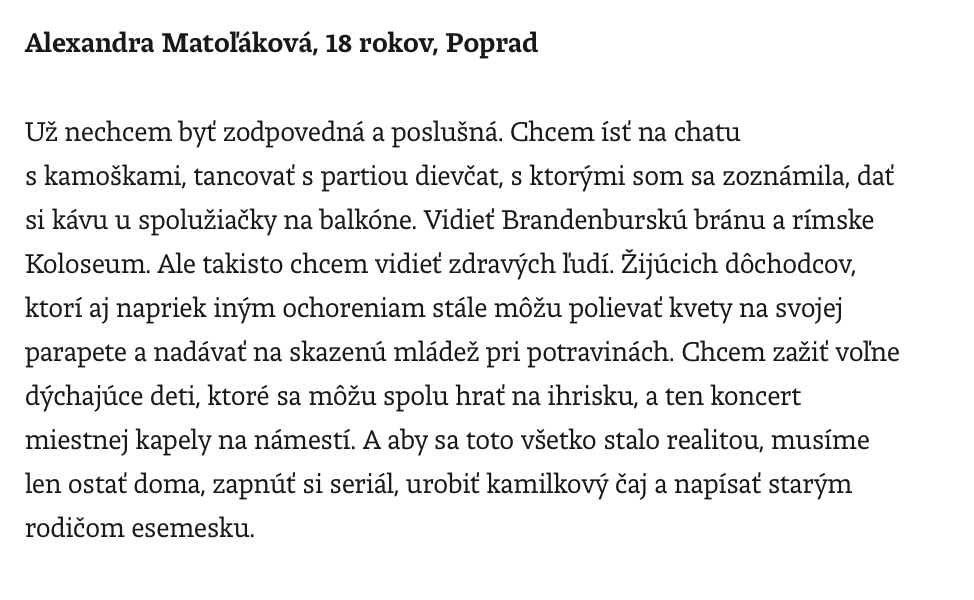 Alexandra Matoľáková, 18 rokov, Poprad
Už nechcem byť zodpovedná a poslušná. Chcem ísť na chatu
s kamoškami, tancovať s partiou dievčat, s ktorými som sa zoznámila, dať
si kávu u spolužiačky na balkóne. Vidieť Brandenburskú bránu a rímske
Koloseum. Ale takisto chcem vidieť zdravých ľudí. Žijúcich dôchodcov,
ktorí aj napriek iným ochoreniam stále môžu polievať kvety na svojej
parapete a nadávať na skazenú mládež pri potravinách. Chcem zažiť voľne
dýchajúce deti, ktoré sa môžu spolu hrať na ihrisku, a ten koncert
miestnej kapely na námestí. A aby sa toto všetko stalo realitou, musíme
len ostať doma, zapnúť si seriál, urobiť kamilkový čaj a napísať starým
rodičom esemesku.